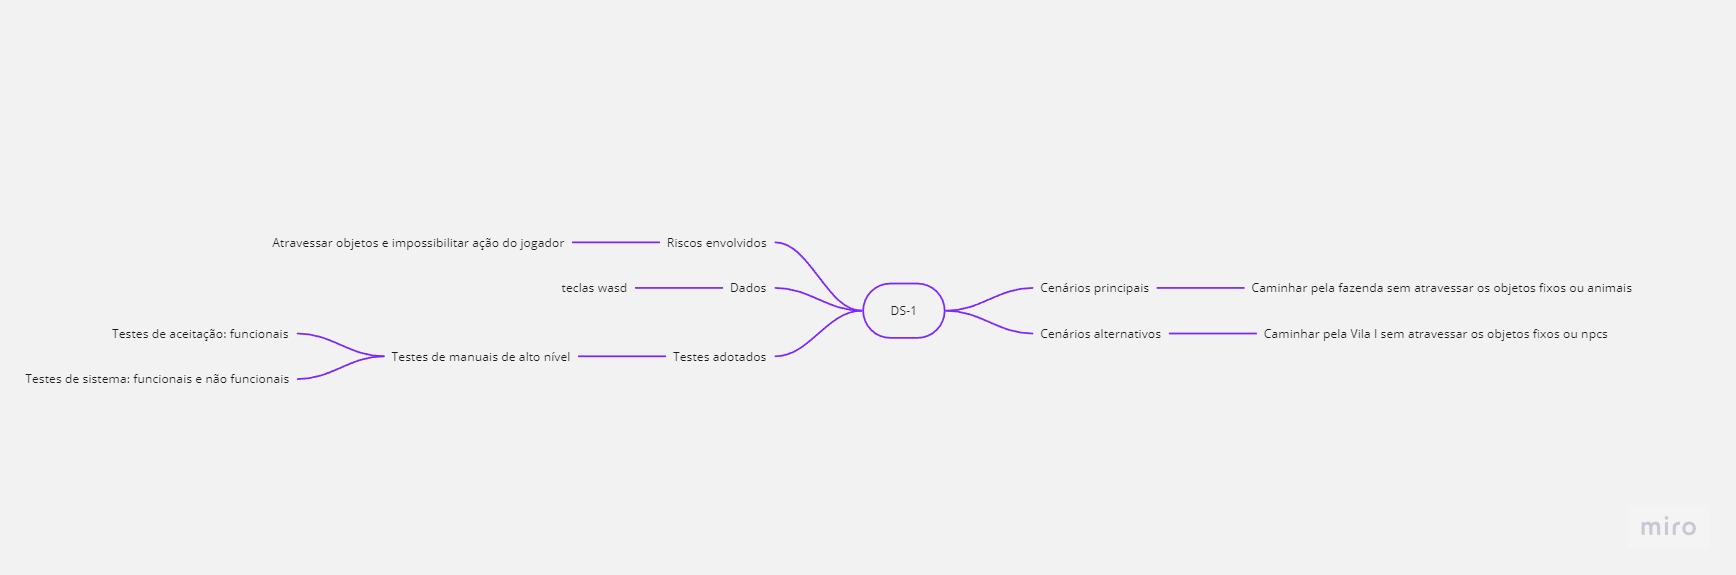 Atravessar objetos e impossibilitar ação do jogador
Riscos envolvidos
teclas wasd
Dados
DS-1
Cenários principais
Caminhar pela fazenda sem atravessar os objetos fixos ou animais
Testes de aceitação: funcionais
Cenários alternativos
Caminhar pela Vila I sem atravessar os objetos fixos ou npcs
Testes de manuais de alto nível
Testes adotados
Testes de sistema: funcionais e não funcionais
miro